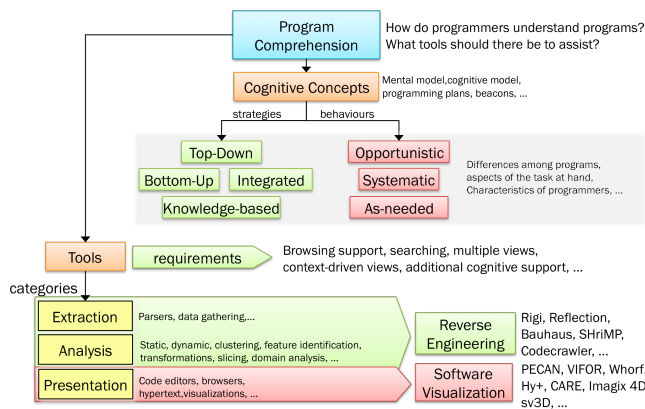 Program
Comprehension
How do programmers understand programs?
What tools should there be to assist?
Cognitive Concepts
Mental model,cognitive model,
programming plans, beacons, ...
strategies
behaviours
Top-Down
Bottom-Up
Integrated
Knowledge-based
Opportunistic
Systematic
As-needed
Differences among programs,
aspects of the task at hand,
Characteristics of programmers, ...
Tools
requirements
Browsing support, searching, multiple views,
context-driven views, additional cognitive support, ...
categories
Extraction
Parsers, data gathering,...
Analysis
Static, dynamic, clustering, feature identification,
transformations, slicing, domain analysis, ...
Presentation
Code editors, browsers,
hypertext,visualizations, ...
Reverse
Engineering
Rigi, Reflection,
Bauhaus, SHriMP,
Codecrawler, ...
Software
Visualization
PECAN, VIFOR, Whorf,
Hy+, CARE, Imagix 4D,
sv3D, ...